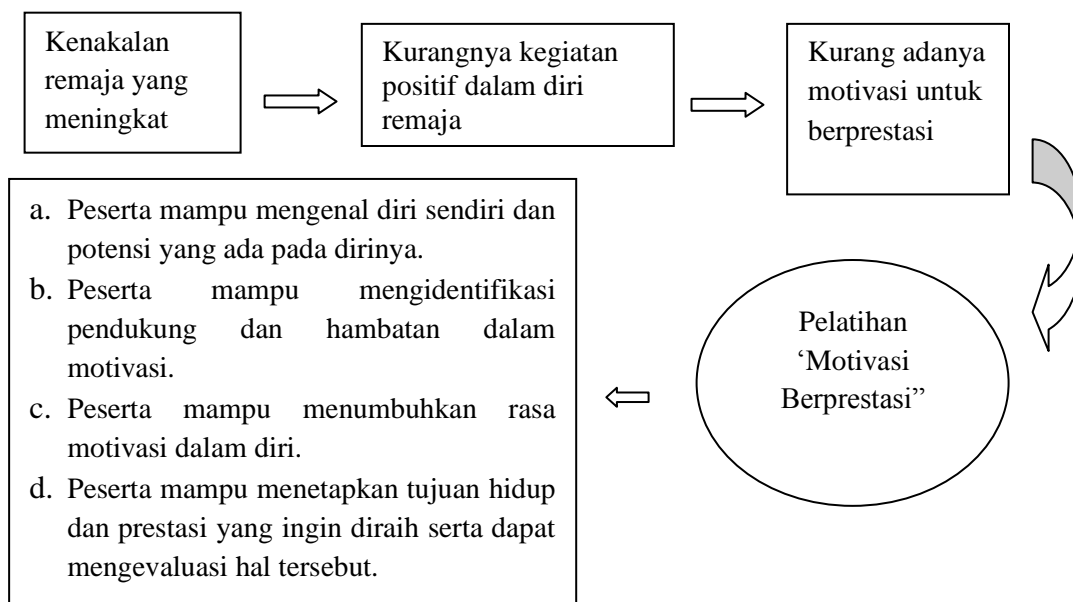 Kenakalan
remaja yang
meningkat
Kurangnya kegiatan
positif dalam diri
remaja
Kurang adanya
motivasi untuk
berprestasi
Pelatihan
‘Motivasi
Berprestasi”
a. Peserta mampu mengenal diri sendiri dan
potensi yang ada pada dirinya.
b. Peserta mampu mengidentifikasi
pendukung dan hambatan dalam
motivasi.
c. Peserta mampu menumbuhkan rasa
motivasi dalam diri.
d. Peserta mampu menetapkan tujuan hidup
dan prestasi yang ingin diraih serta dapat
mengevaluasi hal tersebut.